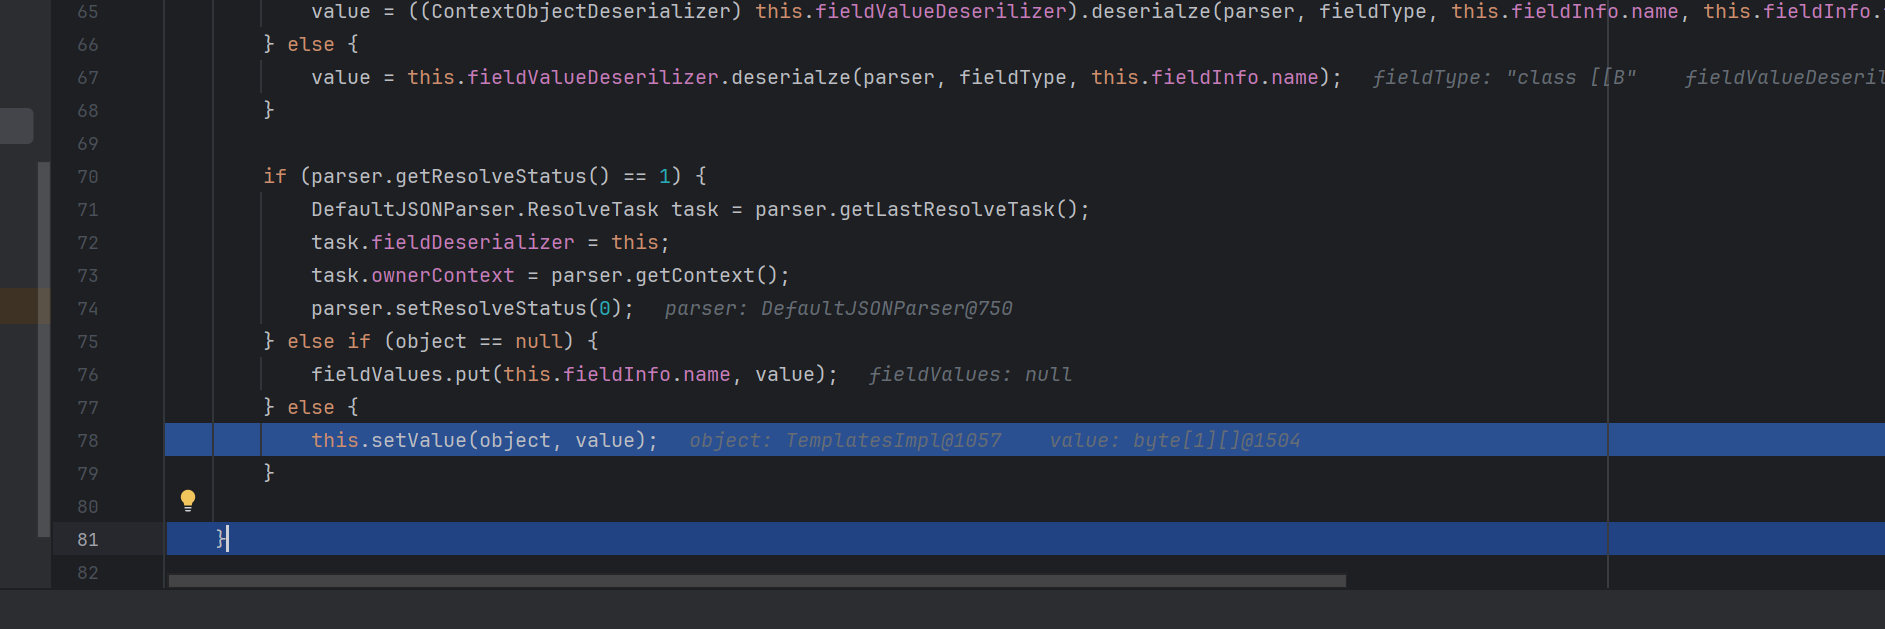 65 value = ((ContextObjectDeserializer) this.fieldValueDeserilizer).deserialze(parser, fieldType, this.fieldInfo.name, this.fieldInfo.
66 } else {
67 value = this.fieldValueDeserilizer.deserialze(parser, fieldType, this.fieldInfo.name); fieldType: "class [[B" fieldValueDeseril
68 }
69
70 if (parser.getResolveStatus() == 1) {
71 DefaultJSONParser.ResolveTask task = parser.getLastResolveTask();
72 task.fieldDeserializer = this;
73 task.ownerContext = parser.getContext();
74 parser.setResolveStatus(0); parser: DefaultJSONParser@750
75 } else if (object == null) {
76 fieldValues.put(this.fieldInfo.name, value); fieldValues: null
77 } else {
78 this.setValue(object, value); object: TemplatesImpl@1057 value: byte[1][]@1504
79 }
80
81 }
82